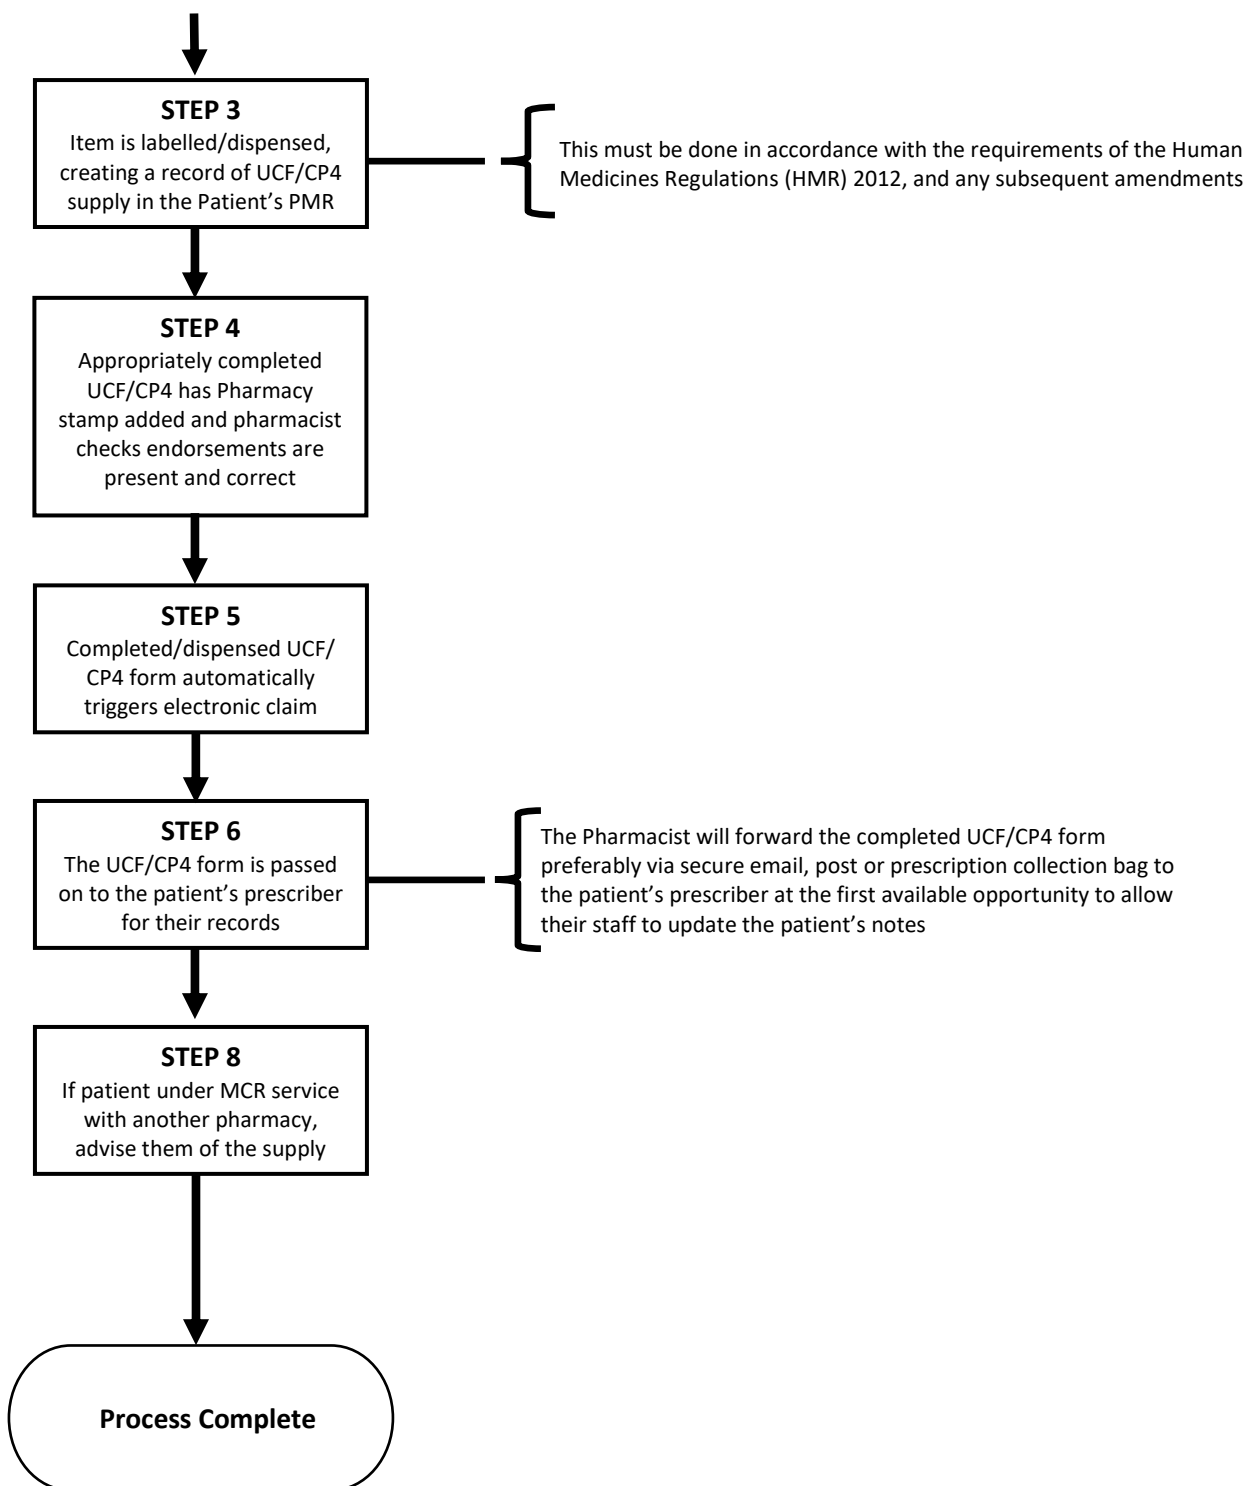 STEP 3
Item is labelled/dispensed,
creating a record of UCF/CP4
supply in the Patient’s PMR
This must be done in accordance with the requirements of the Human
Medicines Regulations (HMR) 2012, and any subsequent amendments
STEP 4
Appropriately completed
UCF/CP4 has Pharmacy
stamp added and pharmacist
checks endorsements are
present and correct
STEP 5
Completed/dispensed UCF/
CP4 form automatically
triggers electronic claim
STEP 6
The UCF/CP4 form is passed
on to the patient’s prescriber
for their records
The Pharmacist will forward the completed UCF/CP4 form
preferably via secure email, post or prescription collection bag to
the patient’s prescriber at the first available opportunity to allow
their staff to update the patient’s notes
STEP 8
If patient under MCR service
with another pharmacy,
advise them of the supply
Process Complete